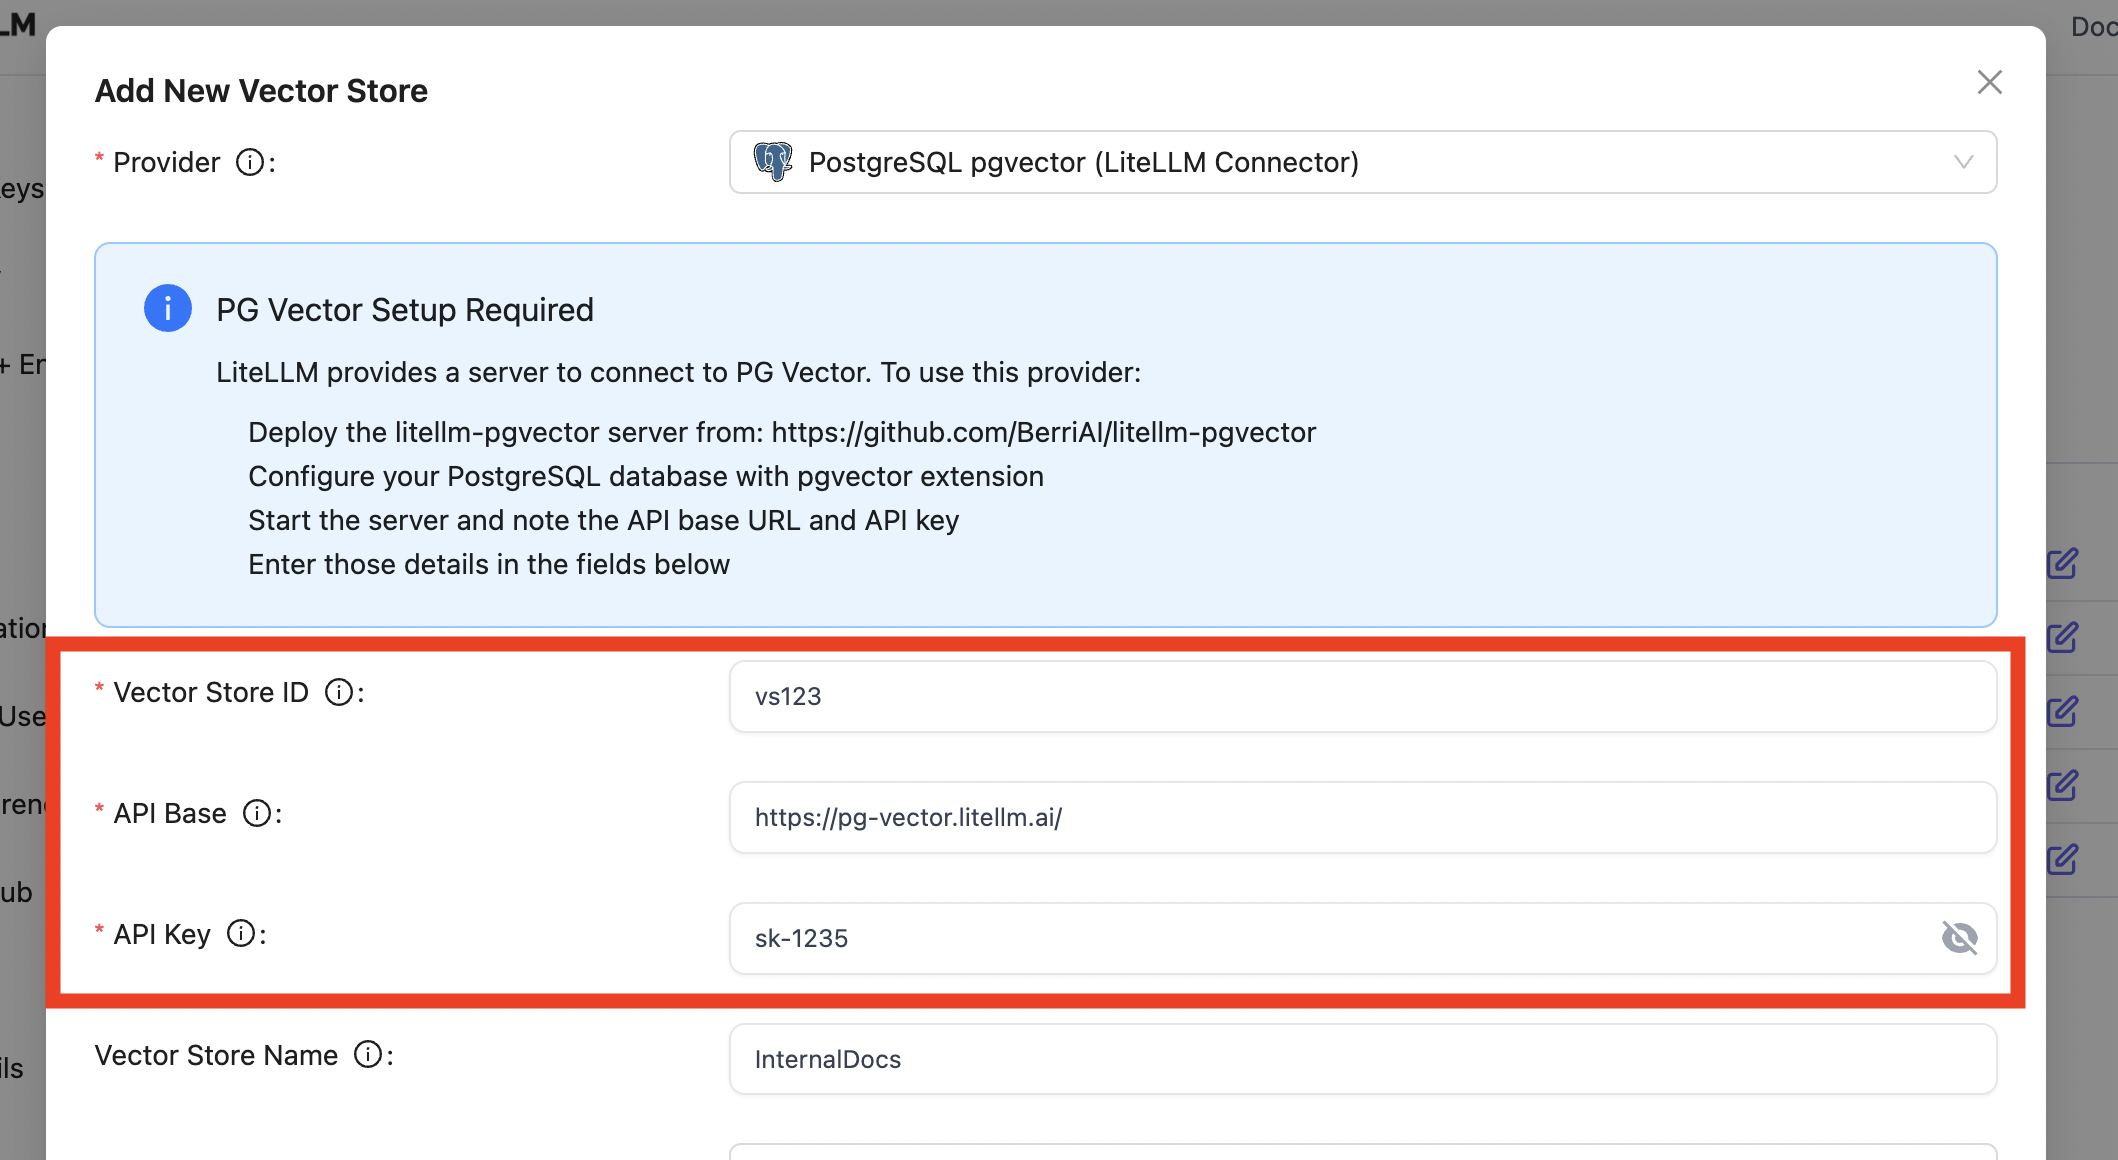 LM
Doc
Add New Vector Store
* Provider ⓘ:
PostgreSQL pgvector (LiteLLM Connector)
eys
PG Vector Setup Required
+ En
LiteLLM provides a server to connect to PG Vector. To use this provider:
Deploy the litellm-pgvector server from: https://github.com/BerriAI/litellm-pgvector
Configure your PostgreSQL database with pgvector extension
Start the server and note the API base URL and API key
Enter those details in the fields below
ation
* Vector Store ID ⓘ:
vs123
Use
* API Base ⓘ:
https://pg-vector.litellm.ai/
renc
ub
* API Key ⓘ:
sk-1235
Vector Store Name ⓘ:
InternalDocs
ils